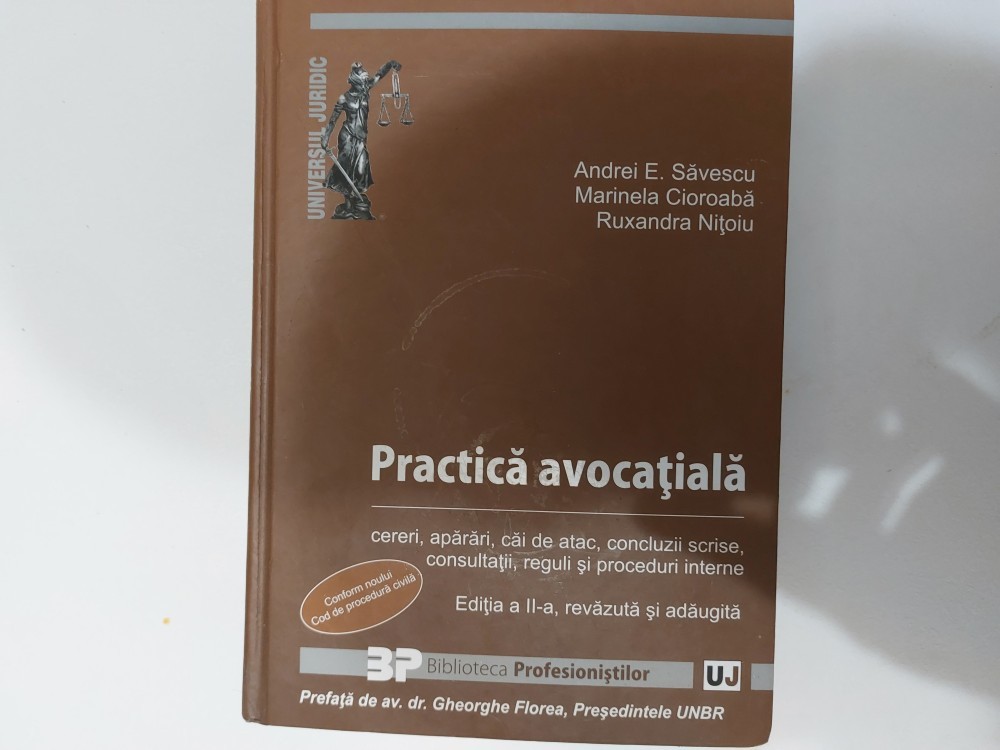 UNIVERSUL JURIDIC
Andrei E. Săvescu
Marinela Cioroabă
Ruxandra Niţoiu
Practică avocaţială
cereri, apărări, căi de atac, concluzii scrise,
consultaţii, reguli şi proceduri interne
Conform noului
Cod de procedură civilă
Ediţia a II-a, revăzută şi adăugită
BP Biblioteca Profesioniştilor
UJ
Prefaţă de av. dr. Gheorghe Florea, Preşedintele UNBR